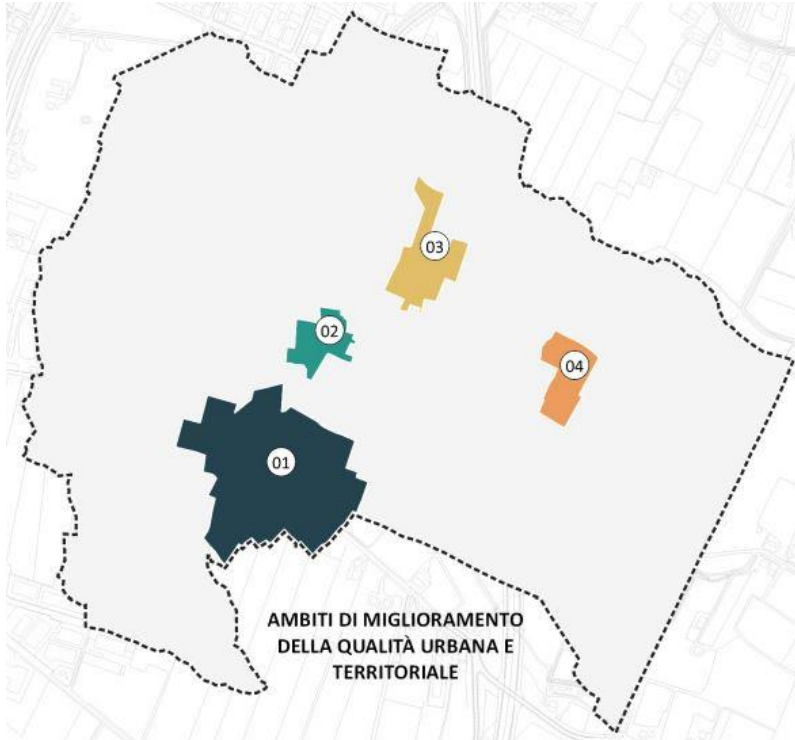 03
02
04
01
AMBITI DI MIGLIORAMENTO
DELLA QUALITÀ URBANA E
TERRITORIALE